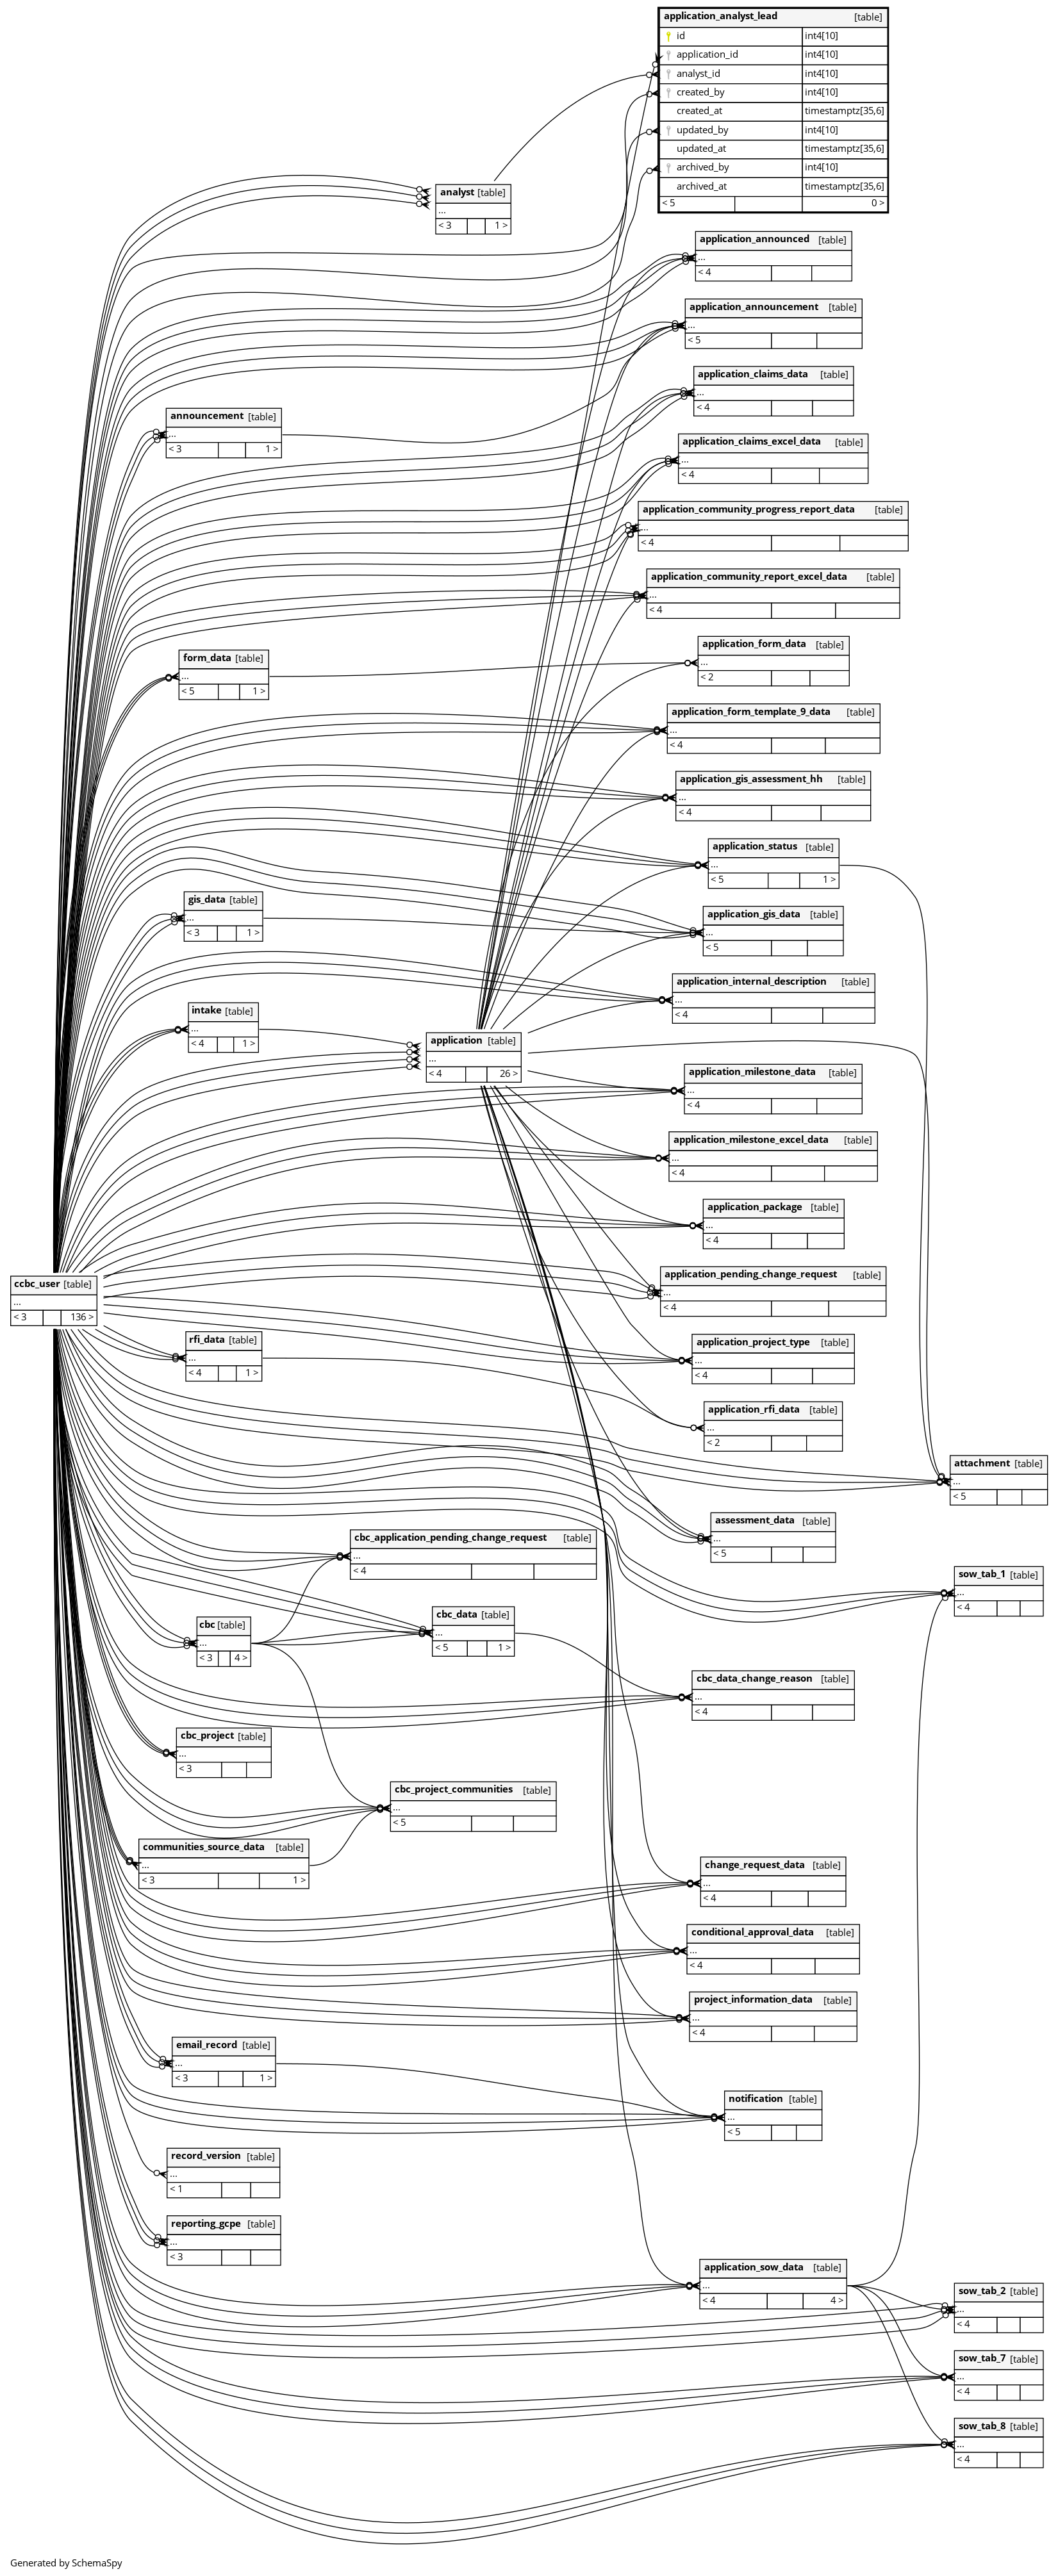 application_analyst_lead [table]
id int4[10]
application_id int4[10]
analyst_id int4[10]
created_by int4[10]
created_at timestamptz[35,6]
updated_by int4[10]
updated_at timestamptz[35,6]
archived_by int4[10]
archived_at timestamptz[35,6]
< 5 0 >
analyst [table]
...
< 3 1 >
application_announced [table]
...
< 4
application_announcement [table]
...
< 5
application_claims_data [table]
...
< 4
announcement [table]
...
< 3 1 >
application_claims_excel_data [table]
...
< 4
application_community_progress_report_data [table]
...
< 4
application_community_report_excel_data [table]
...
< 4
application_form_data [table]
...
< 2
form_data [table]
...
< 5 1 >
application_form_template_9_data [table]
...
< 4
application_gis_assessment_hh [table]
...
< 4
application_status [table]
...
< 5 1 >
gis_data [table]
...
< 3 1 >
application_gis_data [table]
...
< 5
application_internal_description [table]
...
< 4
intake [table]
...
< 4 1 >
application [table]
...
< 4 26 >
application_milestone_data [table]
...
< 4
application_milestone_excel_data [table]
...
< 4
application_package [table]
...
< 4
ccbc_user [table]
...
< 3 136 >
application_pending_change_request [table]
...
< 4
rfi_data [table]
...
< 4 1 >
application_project_type [table]
...
< 4
application_rfi_data [table]
...
< 2
attachment [table]
...
< 5
assessment_data [table]
...
< 5
cbc_application_pending_change_request [table]
...
< 4
sow_tab_1 [table]
...
< 4
cbc [table]
...
< 3 4 >
cbc_data [table]
...
< 5 1 >
cbc_data_change_reason [table]
...
< 4
cbc_project [table]
...
< 3
cbc_project_communities [table]
...
< 5
communities_source_data [table]
...
< 3 1 >
change_request_data [table]
...
< 4
conditional_approval_data [table]
...
< 4
project_information_data [table]
...
< 4
email_record [table]
...
< 3 1 >
notification [table]
...
< 5
record_version [table]
...
< 1
reporting_gcpe [table]
...
< 3
application_sow_data [table]
...
< 4 4 >
sow_tab_2 [table]
...
< 4
sow_tab_7 [table]
...
< 4
sow_tab_8 [table]
...
< 4
Generated by SchemaSpy